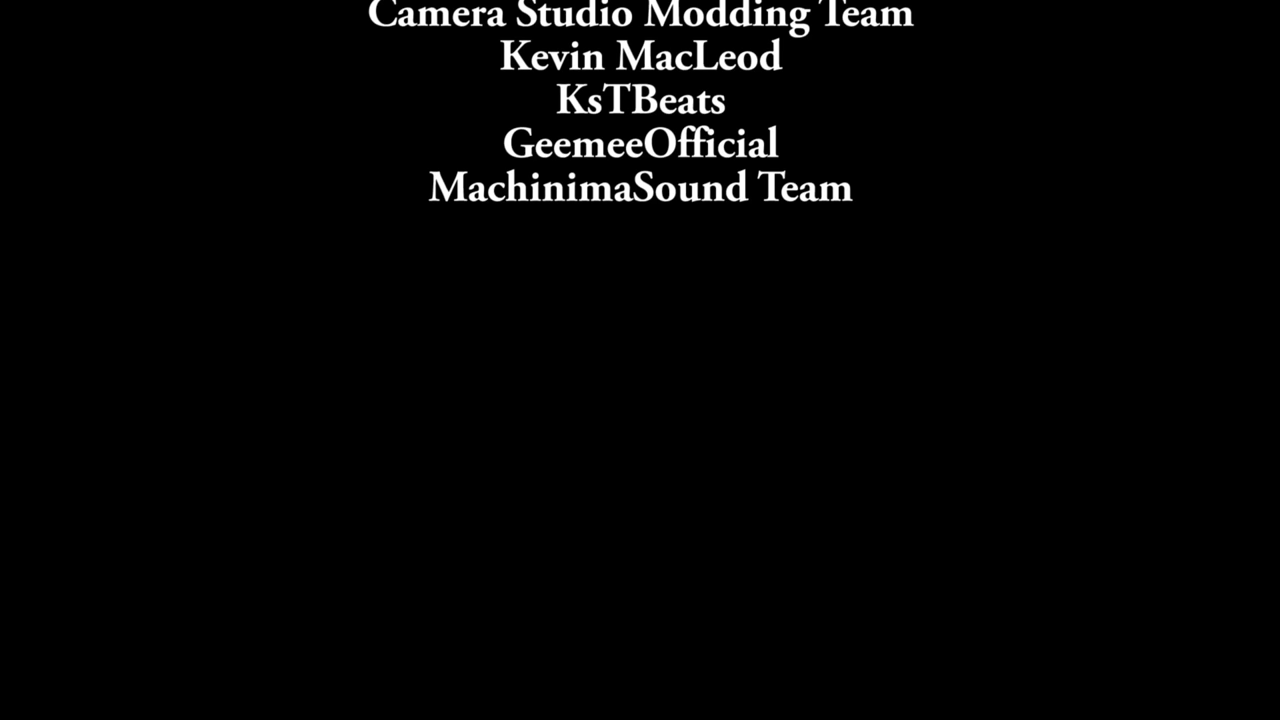 Camera Studio Modding Team
Kevin MacLeod
KsTBeats
GeemeeOfficial
MachinimaSound Team